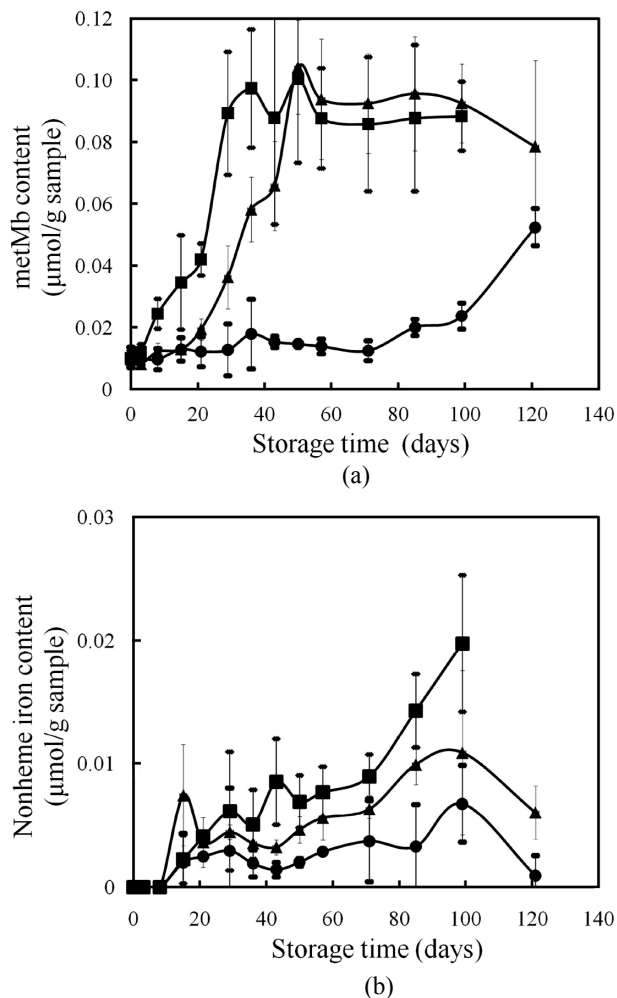 0.12
0.10
0.08
0.06
0.04
0.02
0
metMb content
(μmol/g sample)
0 20 40 60 80 100 120 140
Storage time (days)
(a)
0.03
0.02
0.01
0
Nonheme iron content
(μmol/g sample)
0 20 40 60 80 100 120 140
Storage time (days)
(b)